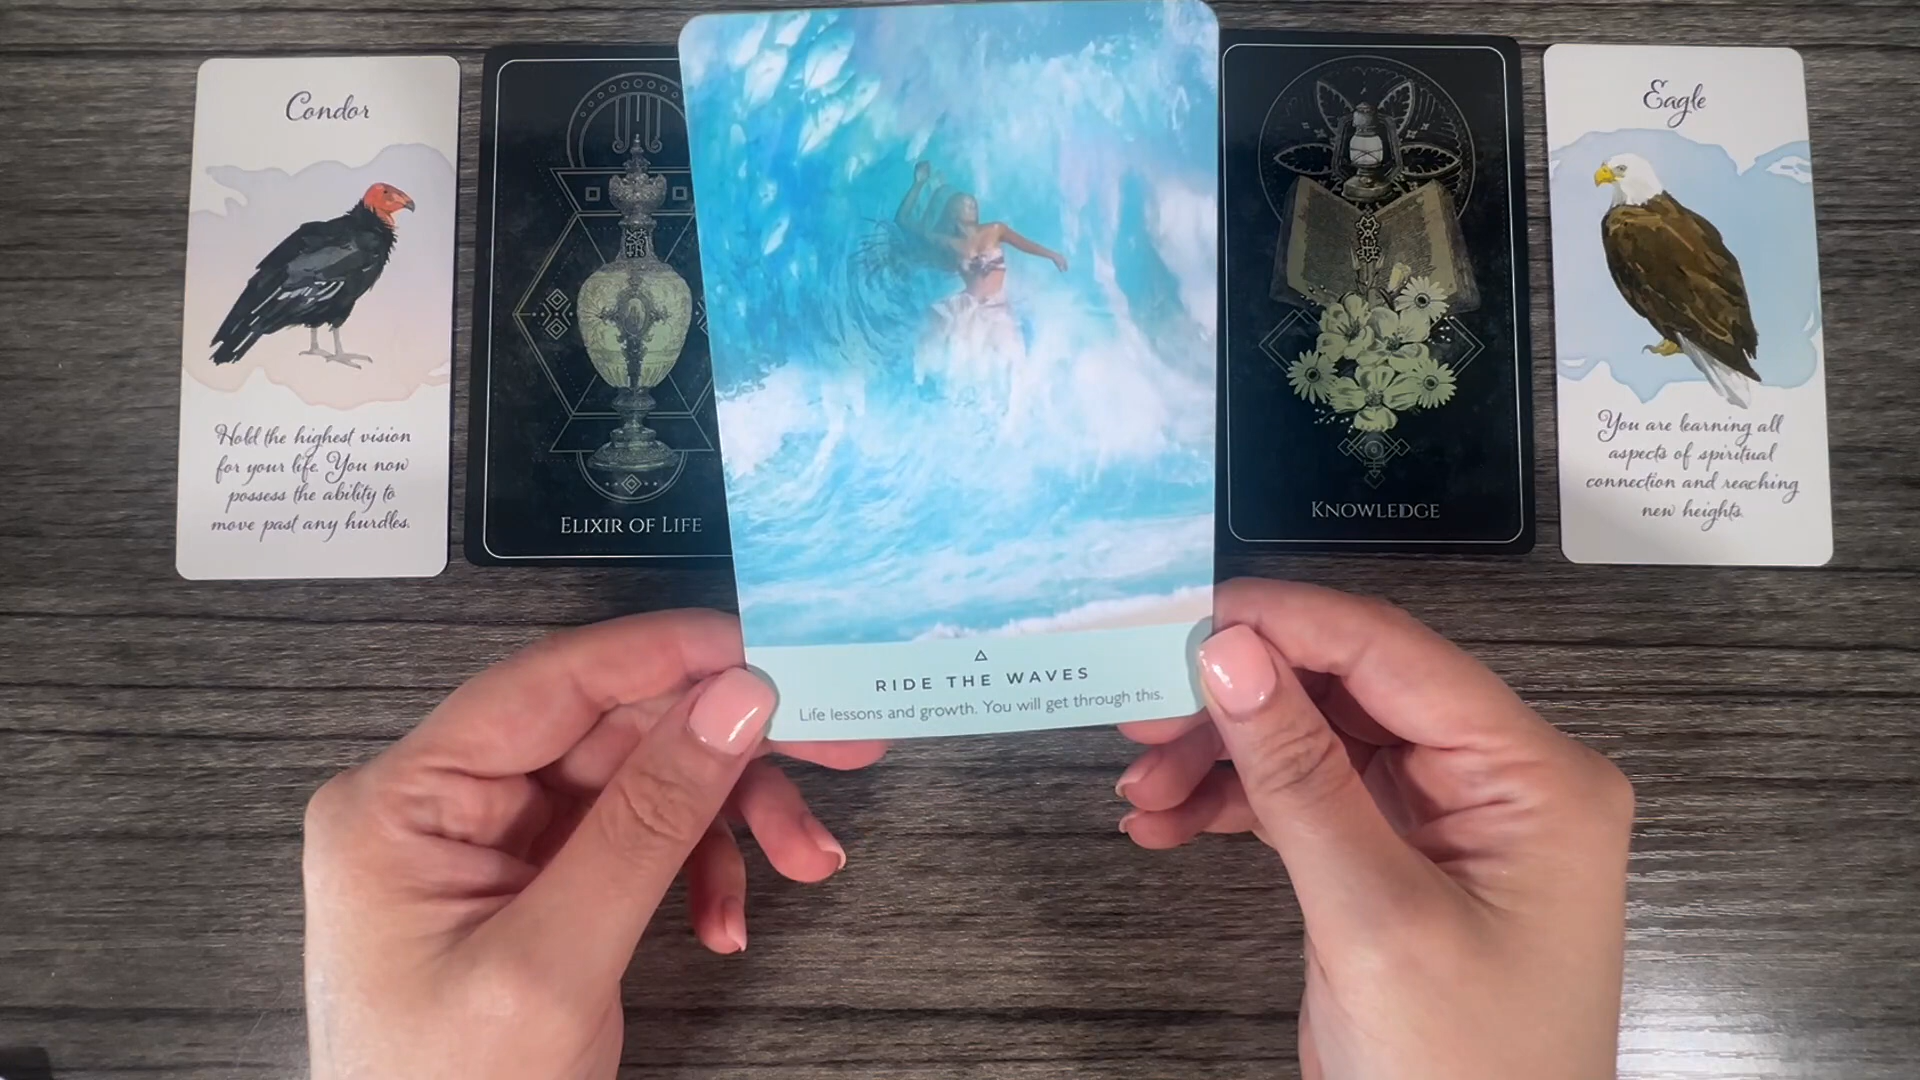 Condor
Hold the highest vision
for your life. You now
possess the ability to
move past any hurdles.
ELIXIR OF LIFE
RIDE THE WAVES
Life lessons and growth. You will get through this.
KNOWLEDGE
Eagle
You are learning all
aspects of spiritual
connection and reaching
new heights.